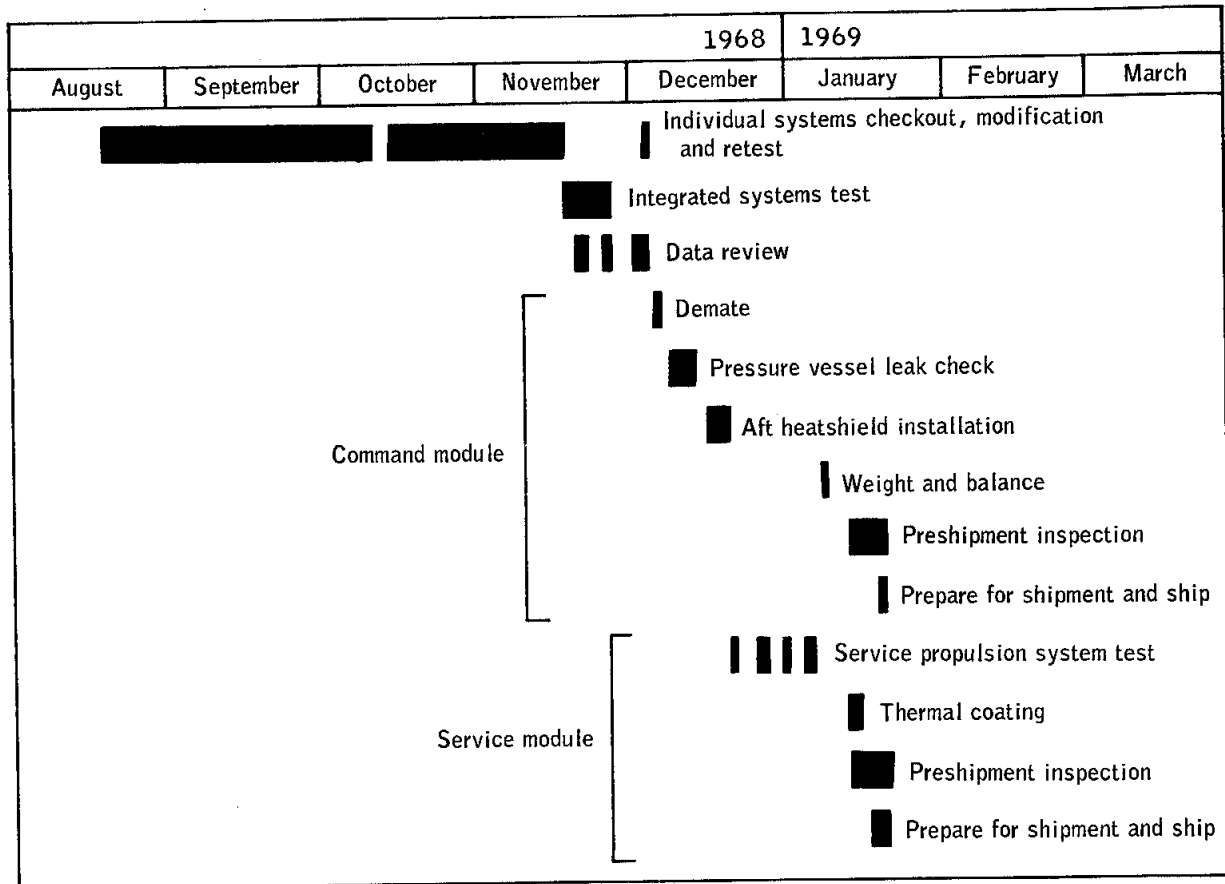 1968 1969
August September October November December January February March
Individual systems checkout, modification
and retest
Integrated systems test
Data review
Demate
Pressure vessel leak check
Aft heatshield installation
Command module
Weight and balance
Preshipment inspection
Prepare for shipment and ship
Service propulsion system test
Thermal coating
Service module
Preshipment inspection
Prepare for shipment and ship